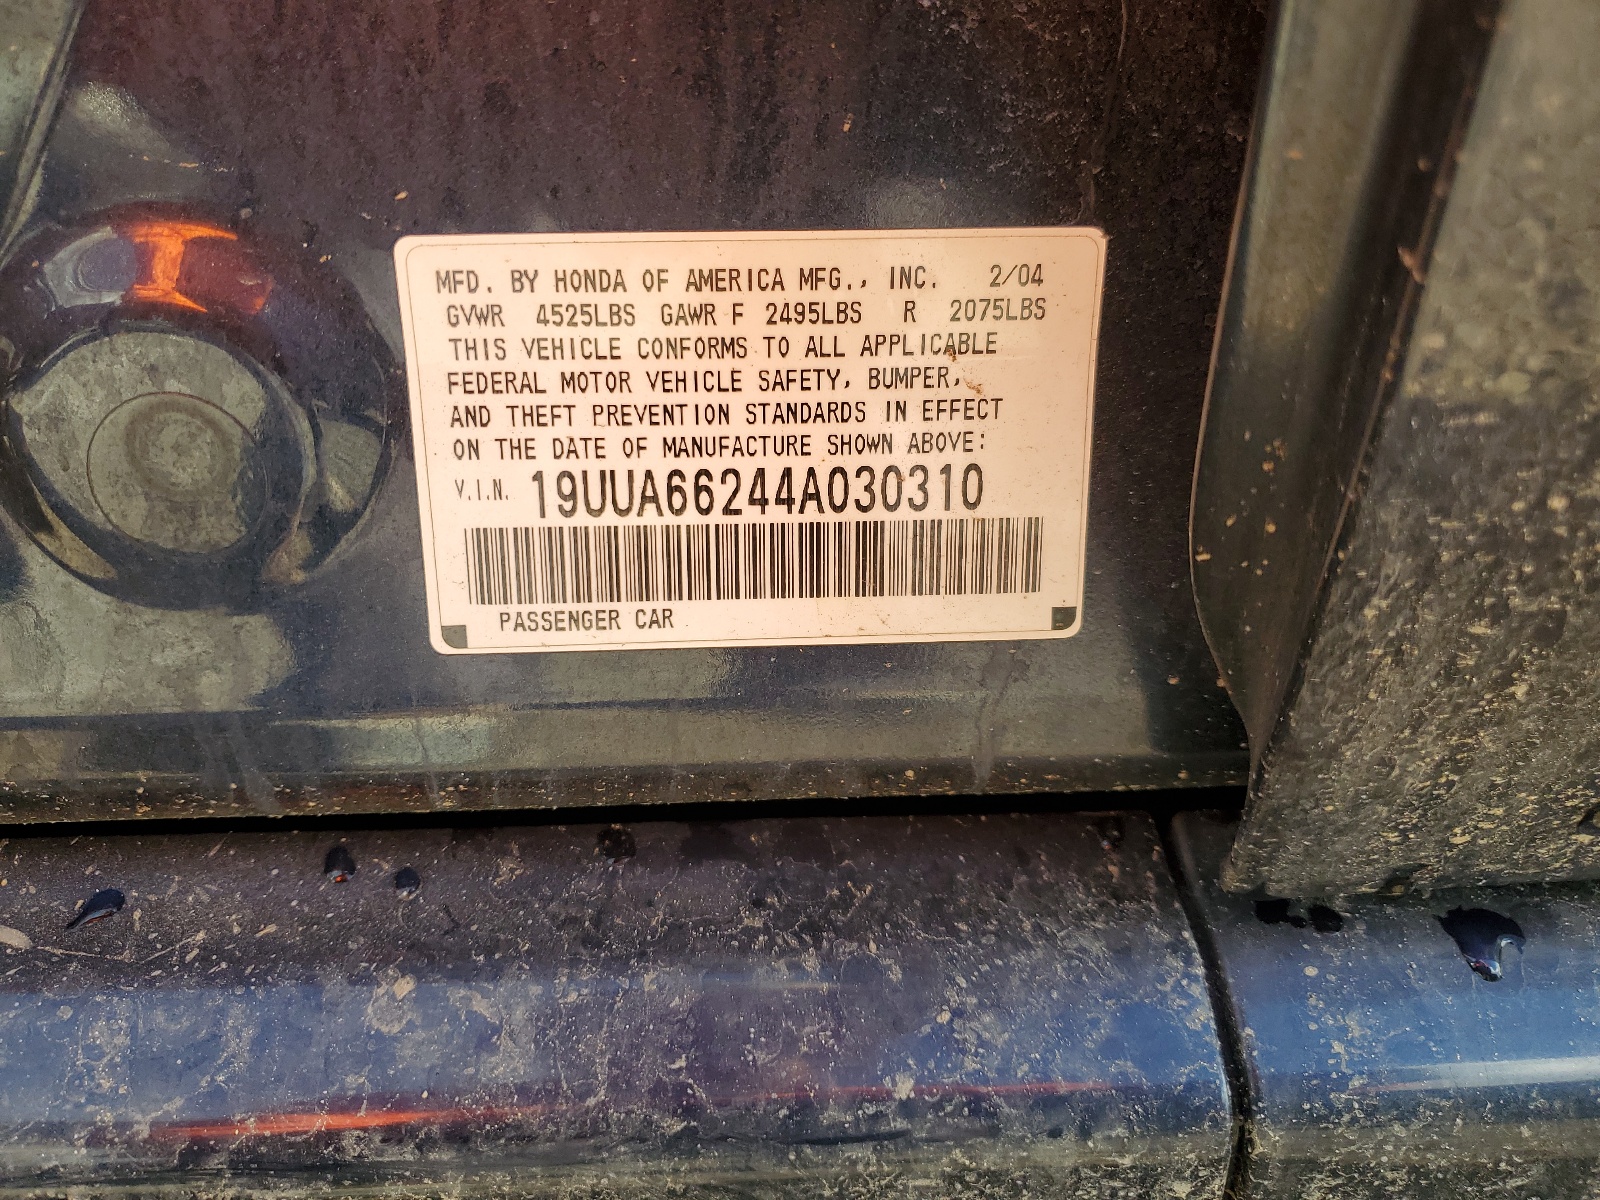 MFD. BY HONDA OF AMERICA MFG., INC. 2/04
GVWR 4525LBS GAWR F 2495LBS R 2075LBS
THIS VEHICLE CONFORMS TO ALL APPLICABLE
FEDERAL MOTOR VEHICLE SAFETY, BUMPER,
AND THEFT PREVENTION STANDARDS IN EFFECT
ON THE DATE OF MANUFACTURE SHOWN ABOVE:
V.I.N. 19UUA66244A030310
PASSENGER CAR